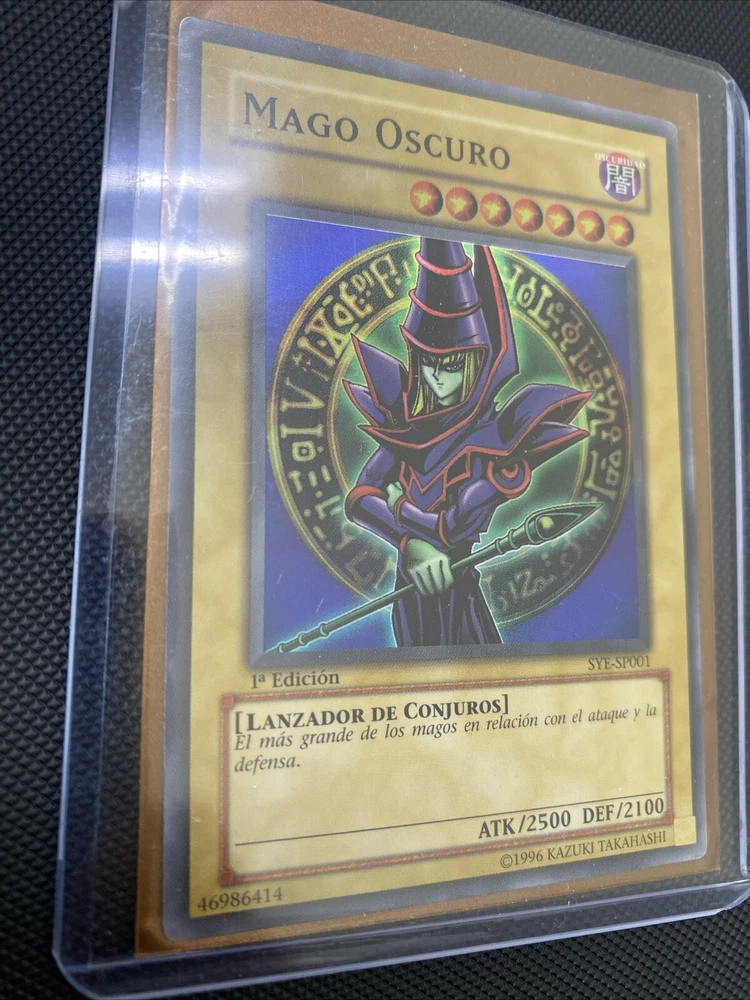 Mago Oscuro
OSCURIDAD
闇
SYE-SP001
1ª Edición
[LANZADOR DE CONJUROS]
El más grande de los magos en relación con el ataque y la
defensa.
ATK/2500 DEF/2100
46986414
©1996 KAZUKI TAKAHASHI